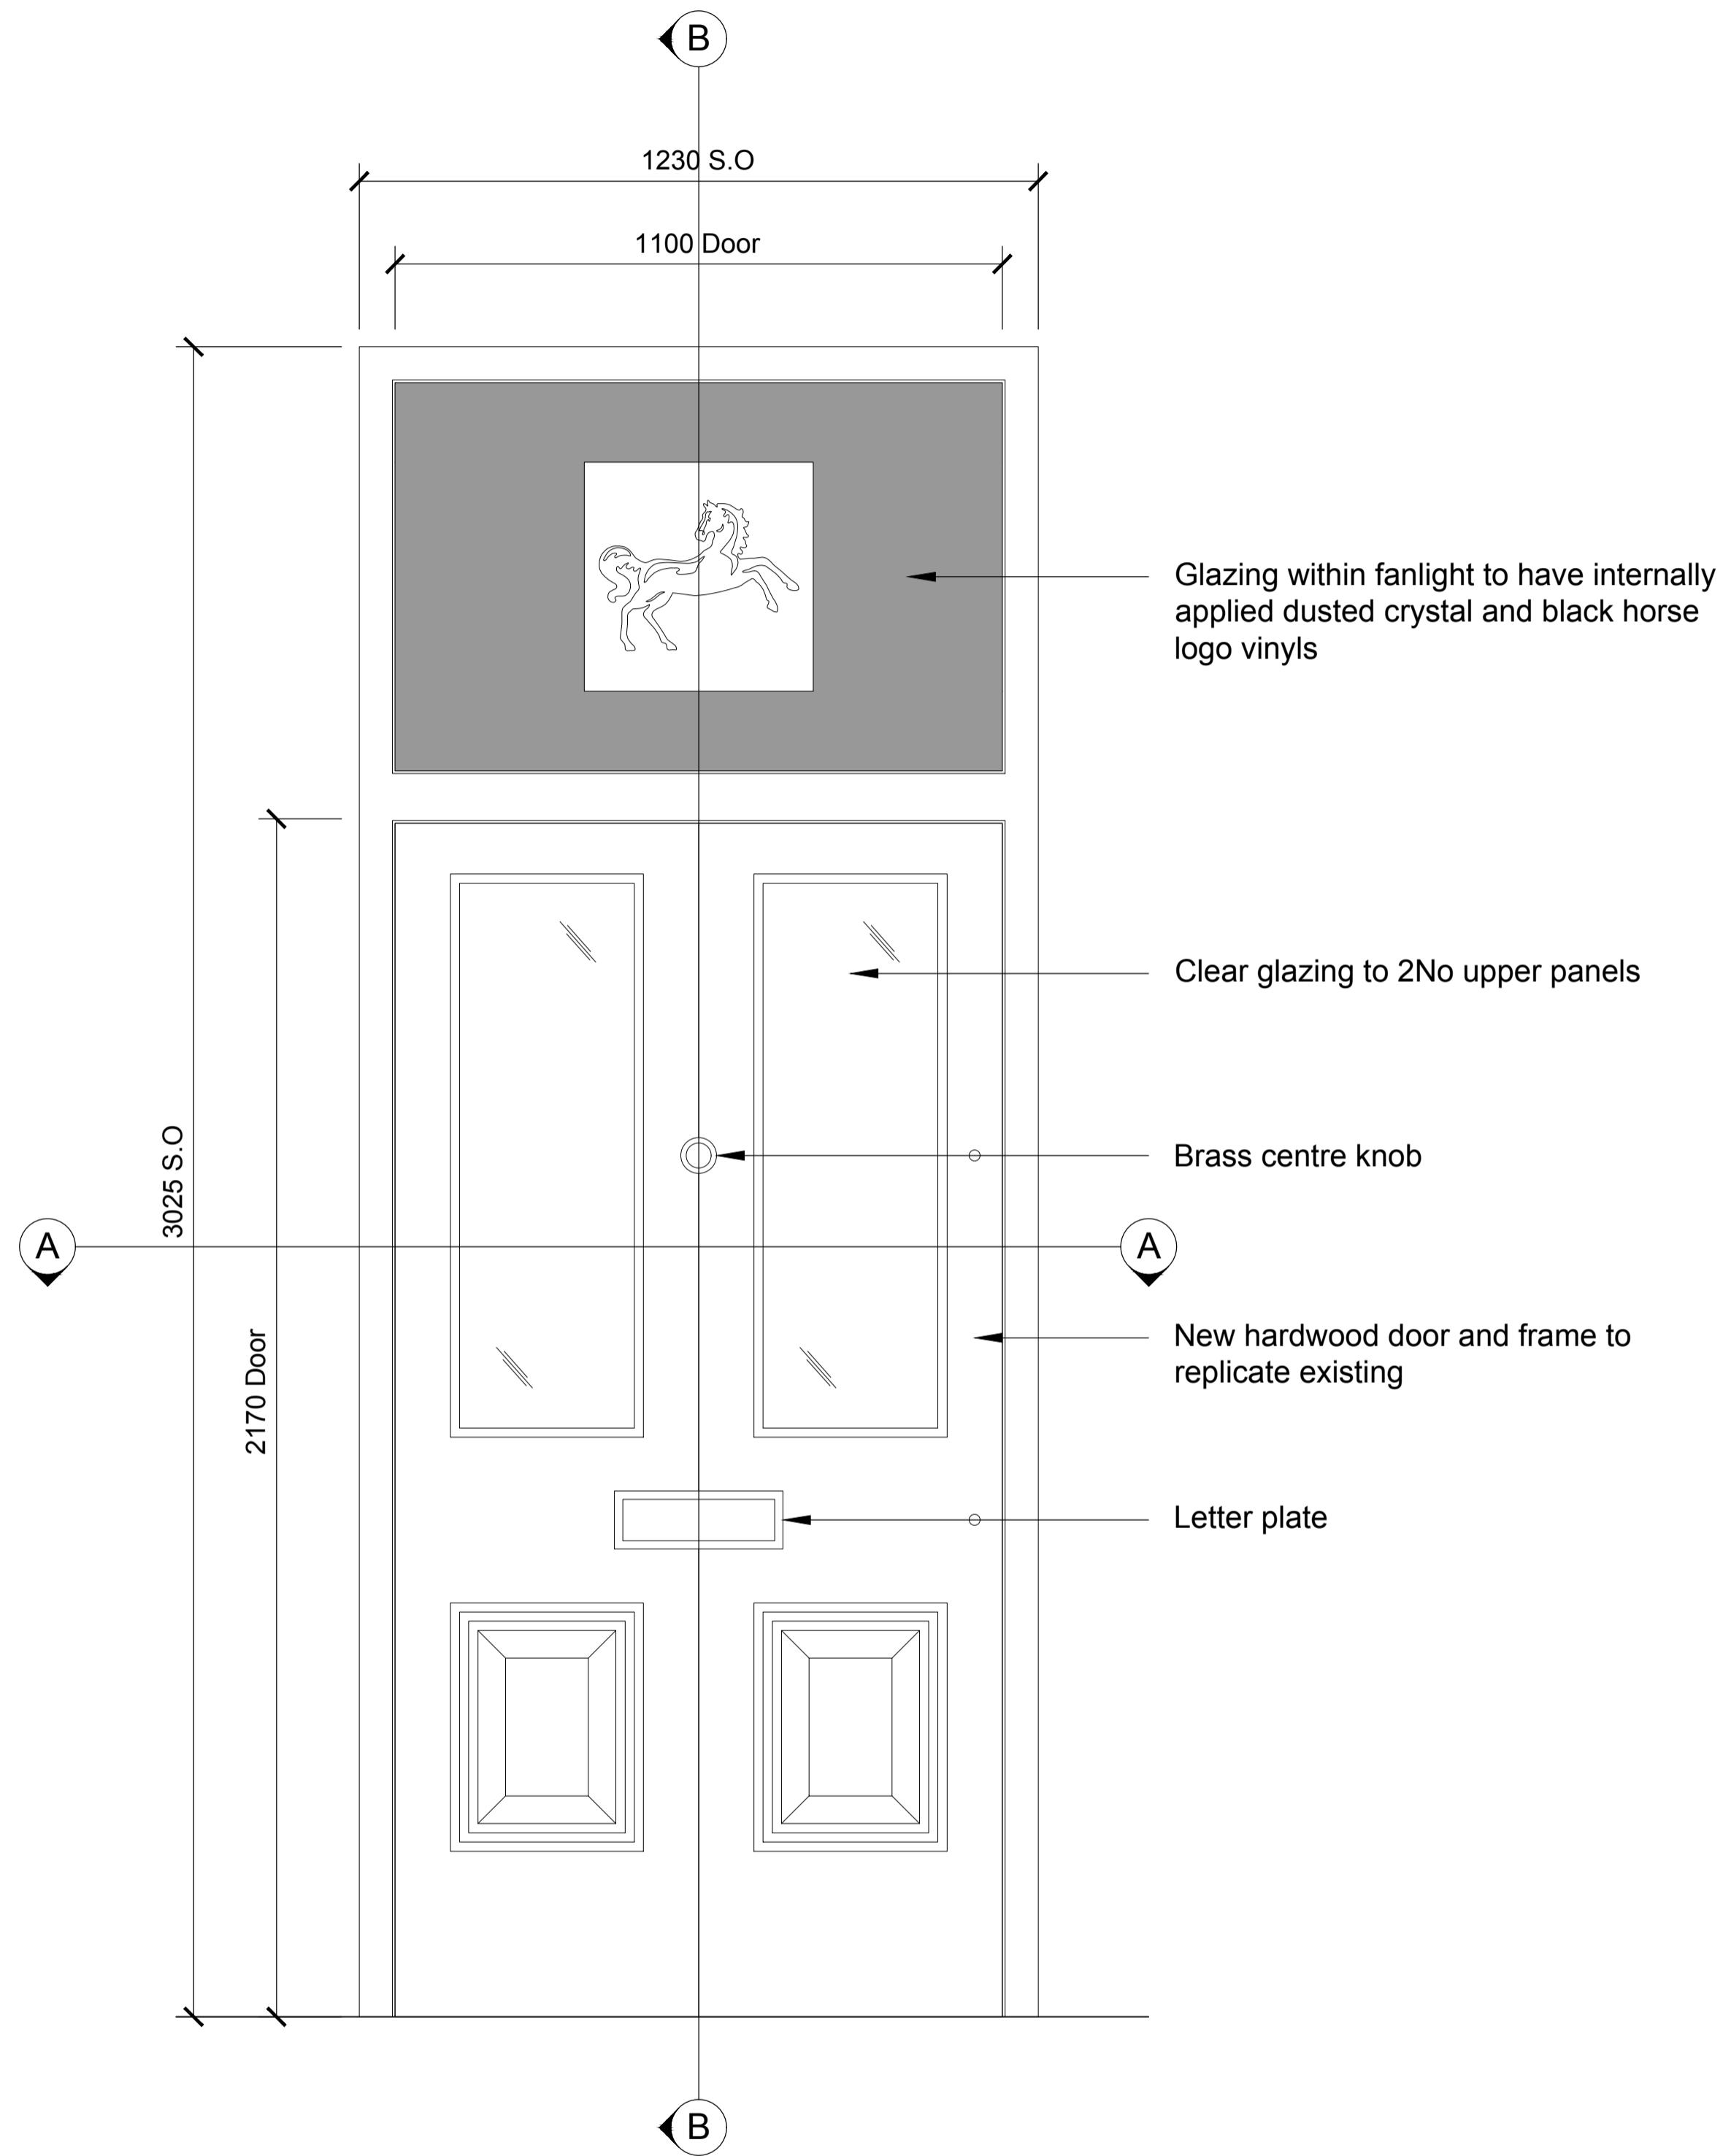 B
1230 S.O
1100 Door
Glazing within fanlight to have internally
applied dusted crystal and black horse
logo vinyls
Clear glazing to 2No upper panels
3025 S.O
Brass centre knob
A
A
2170 Door
New hardwood door and frame to
replicate existing
Letter plate
B